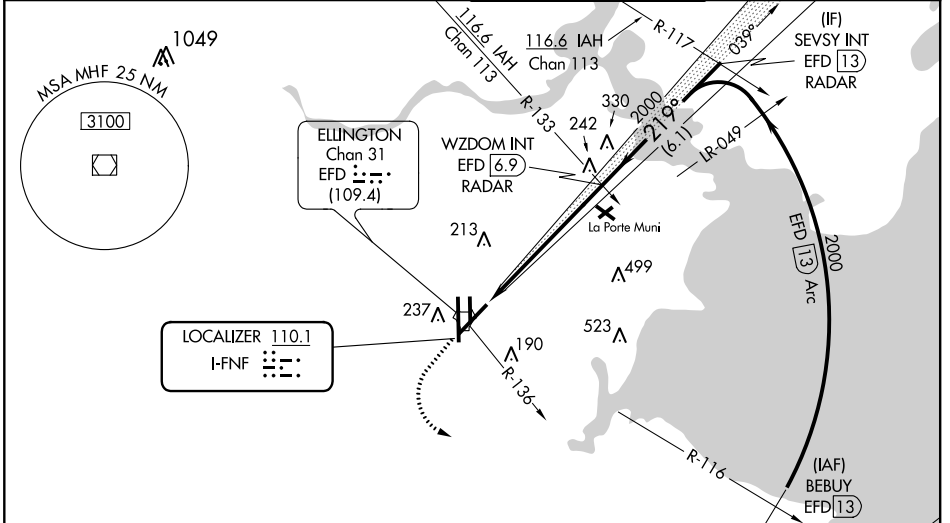 1049
MSA MHF 25 NM
3100
116.6 IAH
Chan 113
116.6 IAH
Chan 113
R-117
039°
(IF)
SEVSY INT
EFD 13
RADAR
R-133
330
242
2000
219°
(6.1)
LR-049
ELLINGTON
Chan 31
EFD
(109.4)
WZDOM INT
EFD 6.9
RADAR
La Porte Muni
213
499
EFD 13 Arc
2000
237
523
190
LOCALIZER 110.1
I-FNF
R-136
R-116
(IAF)
BEBUY
EFD 13